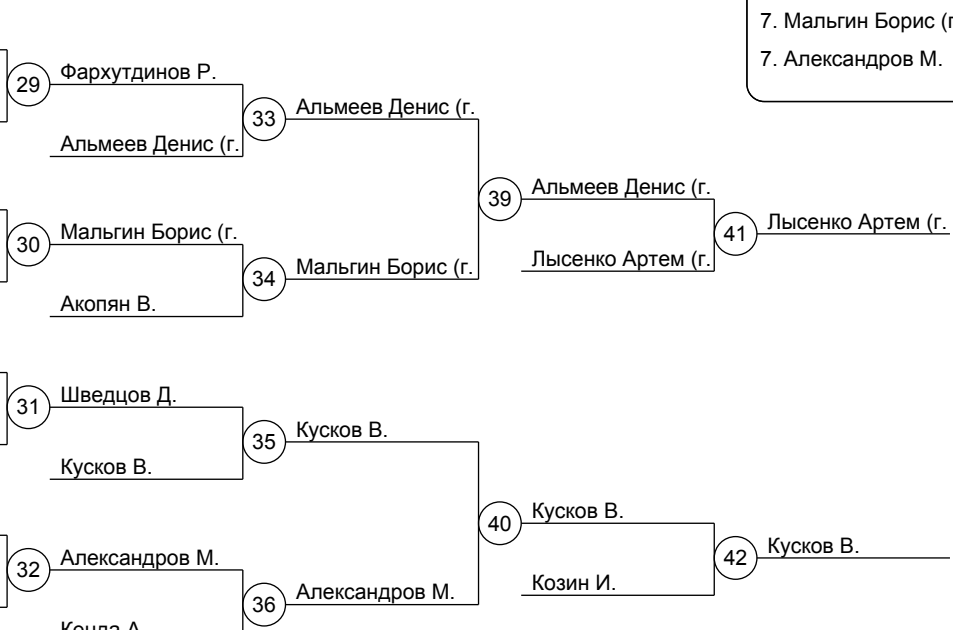 7. Мальгин Борис (г
7. Александров М.
29
Фархутдинов Р.
33
Альмеев Денис (г.
Альмеев Денис (г.
39
Альмеев Денис (г.
41
Лысенко Артем (г.
30
Мальгин Борис (г.
34
Мальгин Борис (г.
Лысенко Артем (г.
Акопян В.
31
Шведцов Д.
35
Кусков В.
Кусков В.
40
Кусков В.
42
Кусков В.
32
Александров М.
36
Александров М.
Козин И.